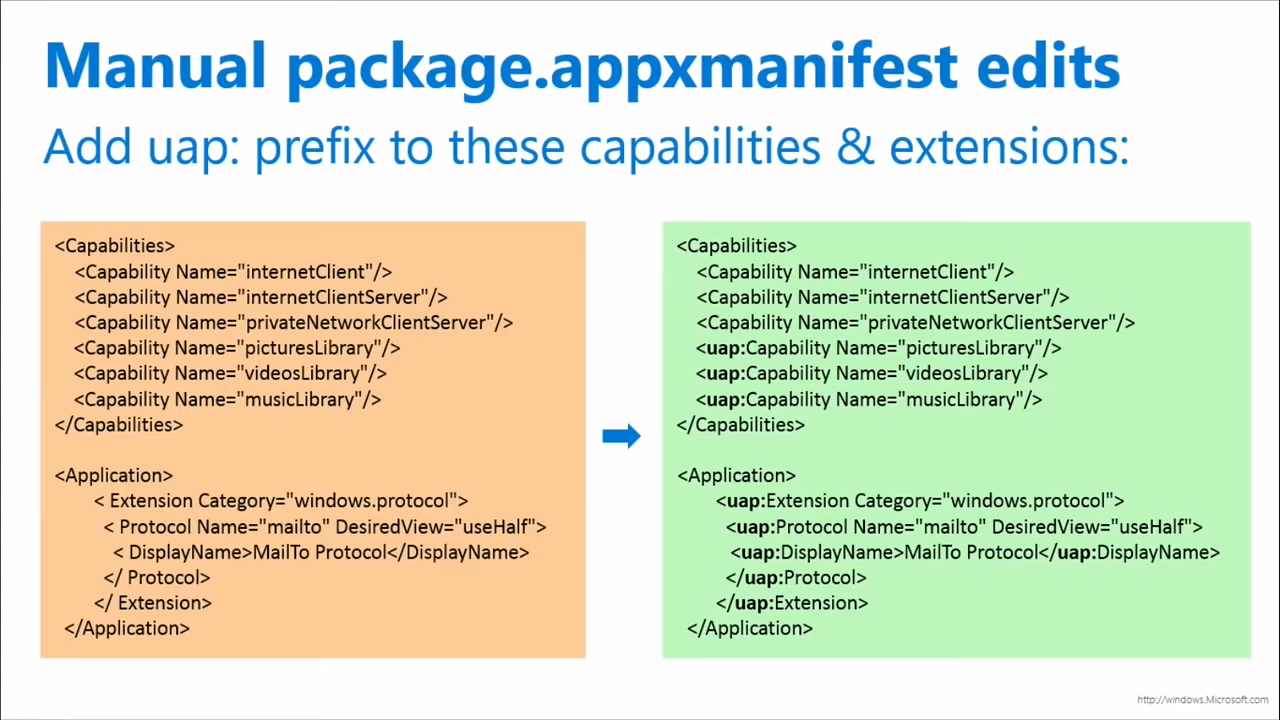 Manual package.appxmanifest edits
Add uap: prefix to these capabilities & extensions:
<Capabilities>
<Capability Name="internetClient"/>
<Capability Name="internetClientServer"/>
<Capability Name="privateNetworkClientServer"/>
<Capability Name="picturesLibrary"/>
<Capability Name="videosLibrary"/>
<Capability Name="musicLibrary"/>
</Capabilities>
<Application>
< Extension Category="windows.protocol">
< Protocol Name="mailto" DesiredView="useHalf">
< DisplayName>MailTo Protocol</DisplayName>
</ Protocol>
</ Extension>
</Application>
<Capabilities>
<Capability Name="internetClient"/>
<Capability Name="internetClientServer"/>
<Capability Name="privateNetworkClientServer"/>
<uap:Capability Name="picturesLibrary"/>
<uap:Capability Name="videosLibrary"/>
<uap:Capability Name="musicLibrary"/>
</Capabilities>
<Application>
<uap:Extension Category="windows.protocol">
<uap:Protocol Name="mailto" DesiredView="useHalf">
<uap:DisplayName>MailTo Protocol</uap:DisplayName>
</uap:Protocol>
</uap:Extension>
</Application>
http://windows.Microsoft.com